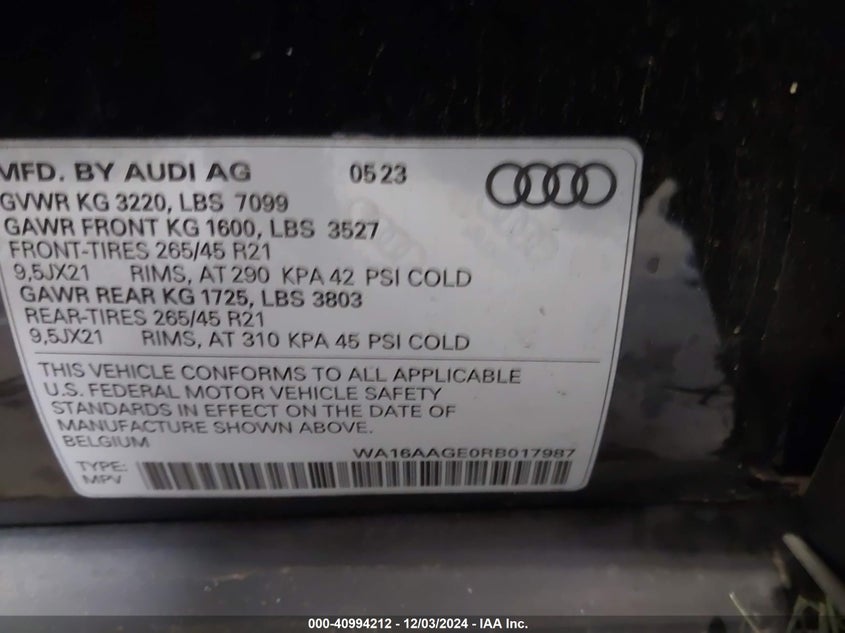 MFD. BY AUDI AG 0523
GVWR KG 3220, LBS 7099
GAWR FRONT KG 1600, LBS 3527
FRONT-TIRES 265/45 R21
9,5JX21 RIMS, AT 290 KPA 42 PSI COLD
GAWR REAR KG 1725, LBS 3803
REAR-TIRES 265/45 R21
9,5JX21 RIMS, AT 310 KPA 45 PSI COLD
THIS VEHICLE CONFORMS TO ALL APPLICABLE
U.S. FEDERAL MOTOR VEHICLE SAFETY
STANDARDS IN EFFECT ON THE DATE OF
MANUFACTURE SHOWN ABOVE.
BELGIUM
WA16AAGE0RB017987
TYPE:
MPV
000-40994212 - 12/03/2024 - IAA Inc.